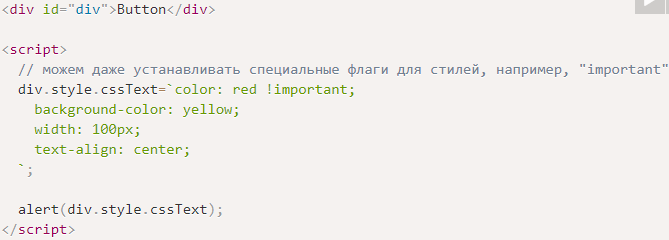 <div id="div">Button</div>
<script>
// можем даже устанавливать специальные флаги для стилей, например, "important"
div.style.cssText=`color: red !important;
background-color: yellow;
width: 100px;
text-align: center;
`;
alert(div.style.cssText);
</script>